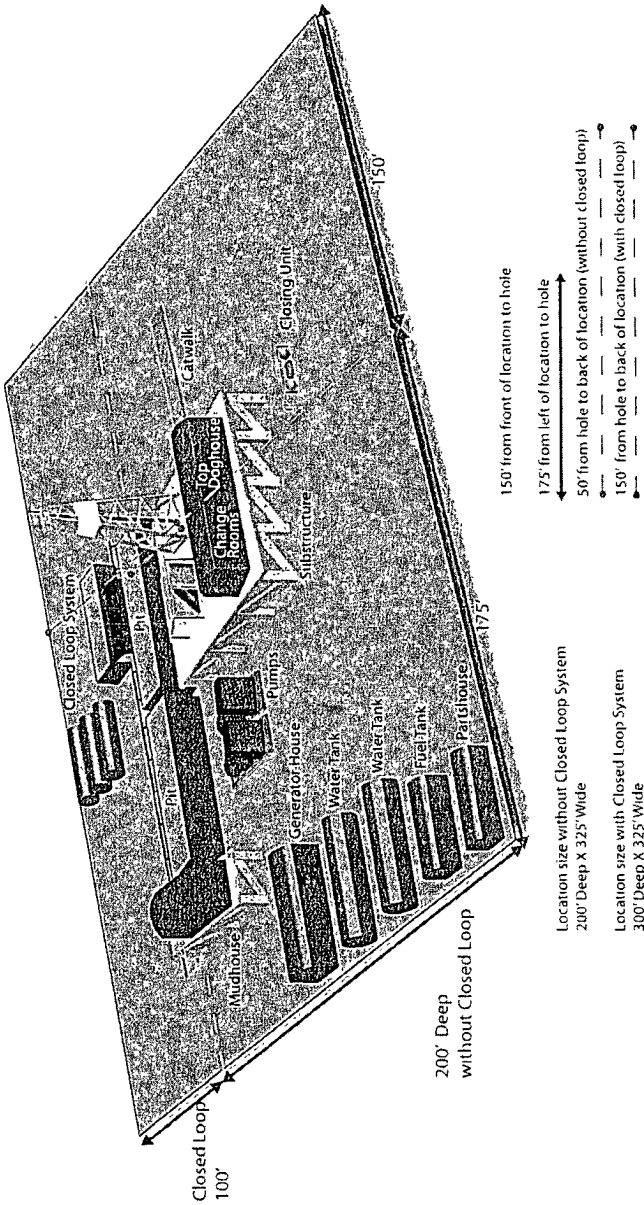 Closed Loop
100'
200' Deep
without Closed Loop
Mudhouse
Pit
Closed Loop System
Pit
Generator House
Water Tank
Water Tank
Fuel Tank
Partshouse
Pumps
Change
Rooms
Top
Doghouse
Substructure
Catwalk
Closing Unit
175'
150'
Location size without Closed Loop System
200' Deep X 325' Wide
Location size with Closed Loop System
300' Deep X 325' Wide
150' from front of location to hole
175' from left of location to hole
50' from hole to back of location (without closed loop)
150' from hole to back of location (with closed loop)